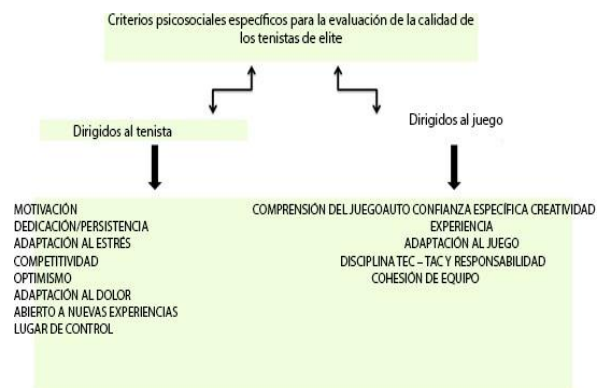 Criterios psicosociales específicos para la evaluación de la calidad de
los tenistas de elite
Dirigidos al tenista
Dirigidos al juego
MOTIVACIÓN
DEDICACIÓN/PERSISTENCIA
ADAPTACIÓN AL ESTRÉS
COMPETITIVIDAD
OPTIMISMO
ADAPTACIÓN AL DOLOR
ABIERTO A NUEVAS EXPERIENCIAS
LUGAR DE CONTROL
COMPRENSIÓN DEL JUEGOAUTO CONFIANZA ESPECÍFICA CREATIVIDAD
EXPERIENCIA
ADAPTACIÓN AL JUEGO
DISCIPLINA TEC – TAC Y RESPONSABILIDAD
COHESIÓN DE EQUIPO